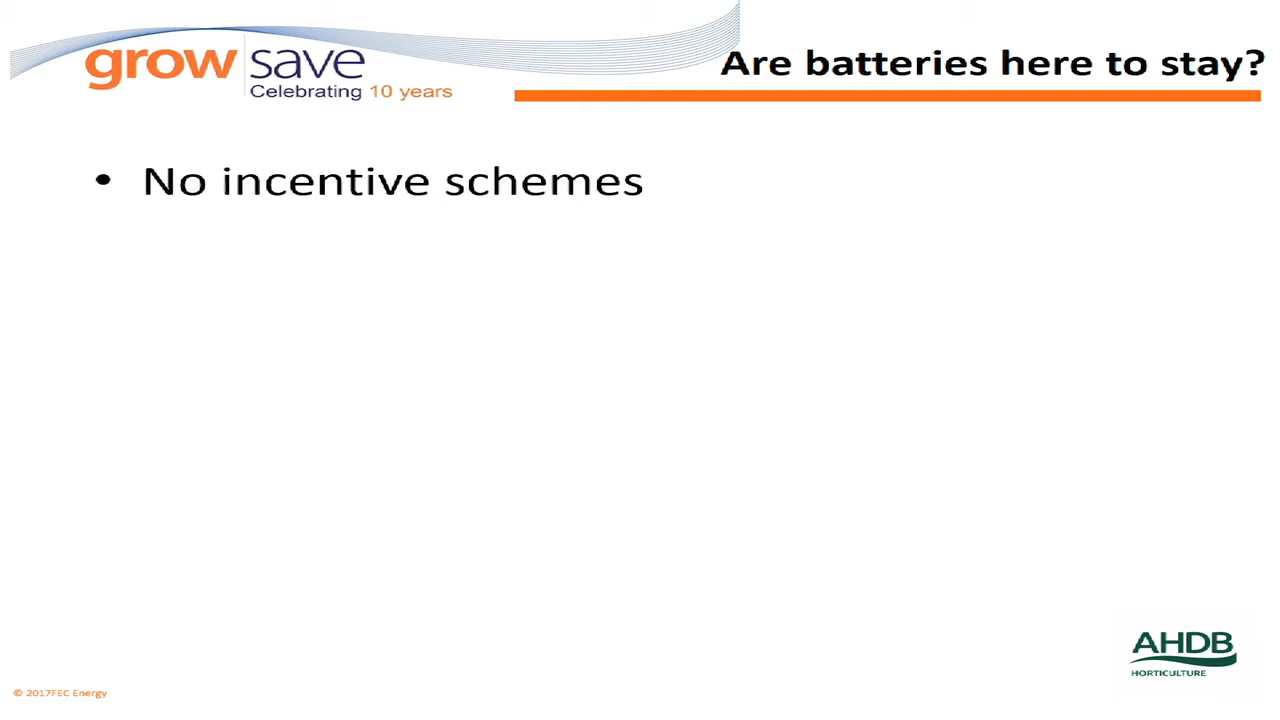 grow save
Celebrating 10 years
Are batteries here to stay?
• No incentive schemes
AHDB
HORTICULTURE
© 2017FEC Energy